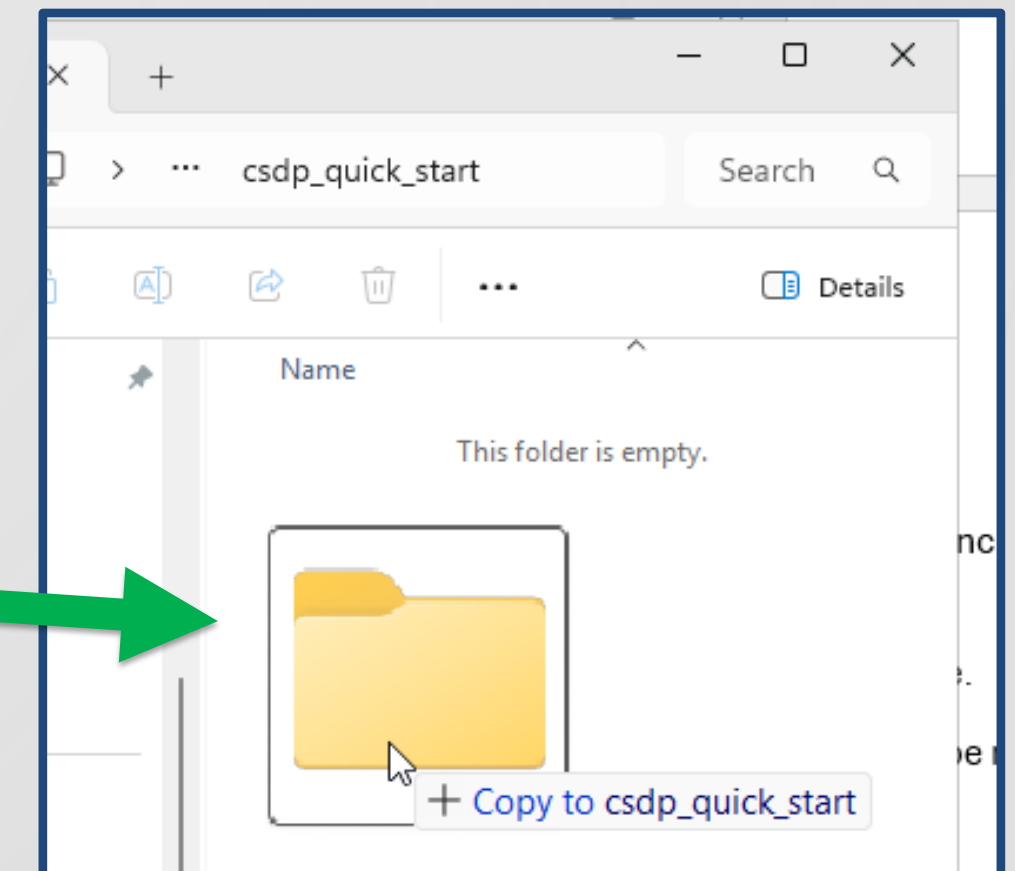 csdp_quick_start
Search
Details
Name
This folder is empty.
+ Copy to csdp_quick_start